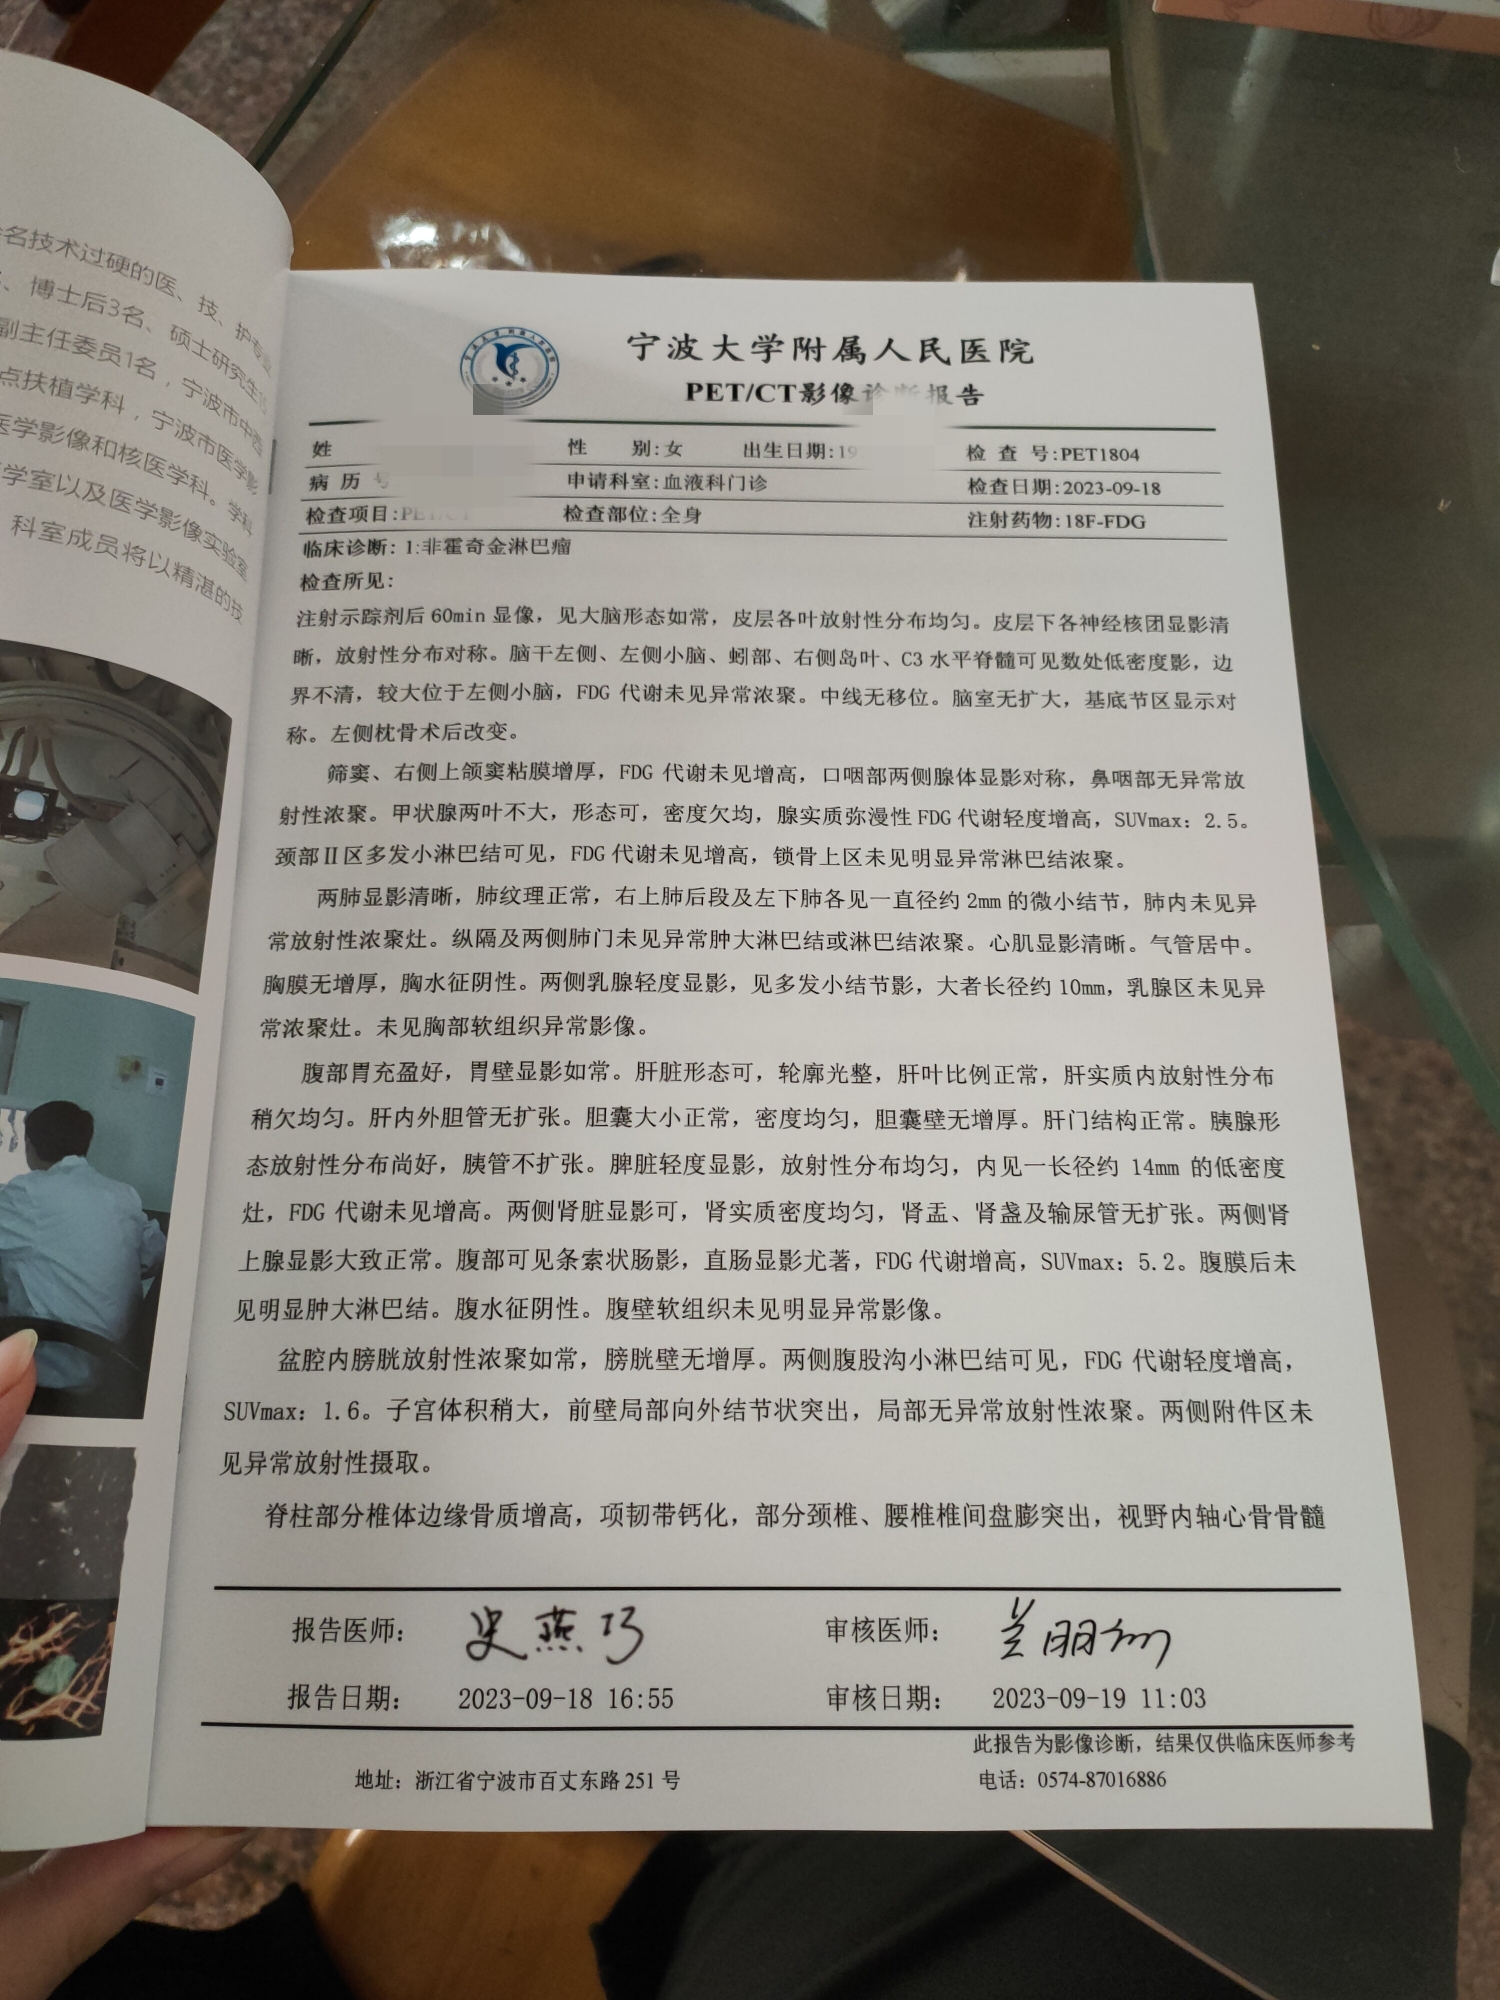 名技术过硬的医、技、护专业
、博士后3名、硕士研究生
副主任委员1名，宁波市中西
点扶植学科，宁波市医学影
医学影像和核医学科。学科
学室以及医学影像实验室
科室成员将以精湛的技
宁波大学附属人民医院
PET/CT影像诊断报告
姓 性 别:女 出生日期:19 检 查 号:PET1804
病 历 号 申请科室:血液科门诊 检查日期:2023-09-18
检查项目:PET/CT 检查部位:全身 注射药物:18F-FDG
临床诊断: 1:非霍奇金淋巴瘤
检查所见:
注射示踪剂后 60min 显像，见大脑形态如常，皮层各叶放射性分布均匀。皮层下各神经核团显影清
晰，放射性分布对称。脑干左侧、左侧小脑、蚓部、右侧岛叶、C3 水平脊髓可见数处低密度影，边
界不清，较大位于左侧小脑，FDG 代谢未见异常浓聚。中线无移位。脑室无扩大，基底节区显示对
称。左侧枕骨术后改变。
筛窦、右侧上颌窦粘膜增厚，FDG 代谢未见增高，口咽部两侧腺体显影对称，鼻咽部无异常放
射性浓聚。甲状腺两叶不大，形态可，密度欠均，腺实质弥漫性 FDG 代谢轻度增高，SUVmax：2.5。
颈部Ⅱ区多发小淋巴结可见，FDG 代谢未见增高，锁骨上区未见明显异常淋巴结浓聚。
两肺显影清晰，肺纹理正常，右上肺后段及左下肺各见一直径约 2mm 的微小结节，肺内未见异
常放射性浓聚灶。纵隔及两侧肺门未见异常肿大淋巴结或淋巴结浓聚。心肌显影清晰。气管居中。
胸膜无增厚，胸水征阴性。两侧乳腺轻度显影，见多发小结节影，大者长径约 10mm，乳腺区未见异
常浓聚灶。未见胸部软组织异常影像。
腹部胃充盈好，胃壁显影如常。肝脏形态可，轮廓光整，肝叶比例正常，肝实质内放射性分布
稍欠均匀。肝内外胆管无扩张。胆囊大小正常，密度均匀，胆囊壁无增厚。肝门结构正常。胰腺形
态放射性分布尚好，胰管不扩张。脾脏轻度显影，放射性分布均匀，内见一长径约 14mm 的低密度
灶，FDG 代谢未见增高。两侧肾脏显影可，肾实质密度均匀，肾盂、肾盏及输尿管无扩张。两侧肾
上腺显影大致正常。腹部可见条索状肠影，直肠显影尤著，FDG 代谢增高，SUVmax：5.2。腹膜后未
见明显肿大淋巴结。腹水征阴性。腹壁软组织未见明显异常影像。
盆腔内膀胱放射性浓聚如常，膀胱壁无增厚。两侧腹股沟小淋巴结可见，FDG 代谢轻度增高，
SUVmax：1.6。子宫体积稍大，前壁局部向外结节状突出，局部无异常放射性浓聚。两侧附件区未
见异常放射性摄取。
脊柱部分椎体边缘骨质增高，项韧带钙化，部分颈椎、腰椎椎间盘膨突出，视野内轴心骨骨髓
报告医师： 史燕巧 审核医师：
报告日期： 2023-09-18 16:55 审核日期： 2023-09-19 11:03
此报告为影像诊断，结果仅供临床医师参考
地址：浙江省宁波市百丈东路 251 号 电话：0574-87016886